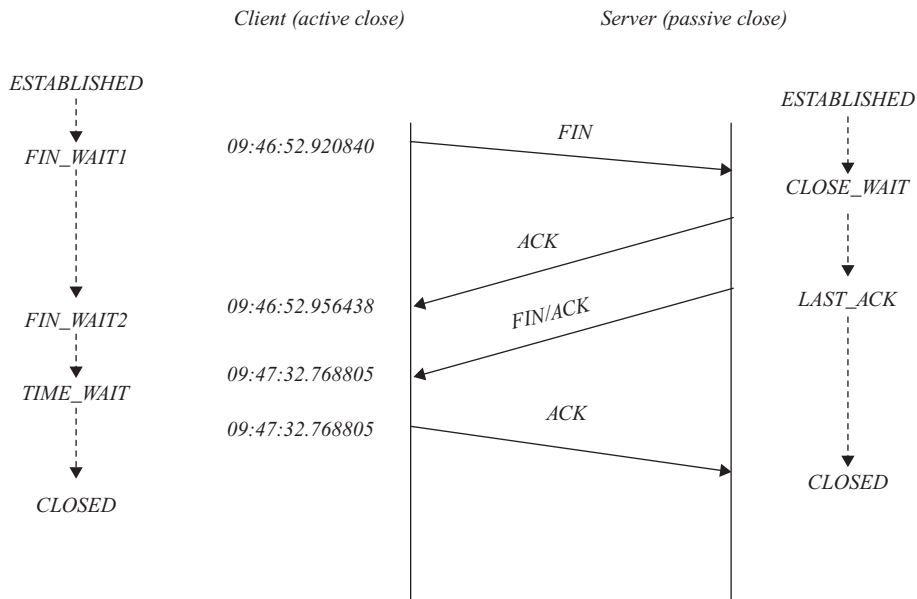 Client (active close) Server (passive close)
ESTABLISHED
ESTABLISHED
FIN
09:46:52.920840
FIN_WAIT1
CLOSE_WAIT
ACK
LAST_ACK
09:46:52.956438
FIN/ACK
FIN_WAIT2
09:47:32.768805
TIME_WAIT
ACK
09:47:32.768805
CLOSED
CLOSED